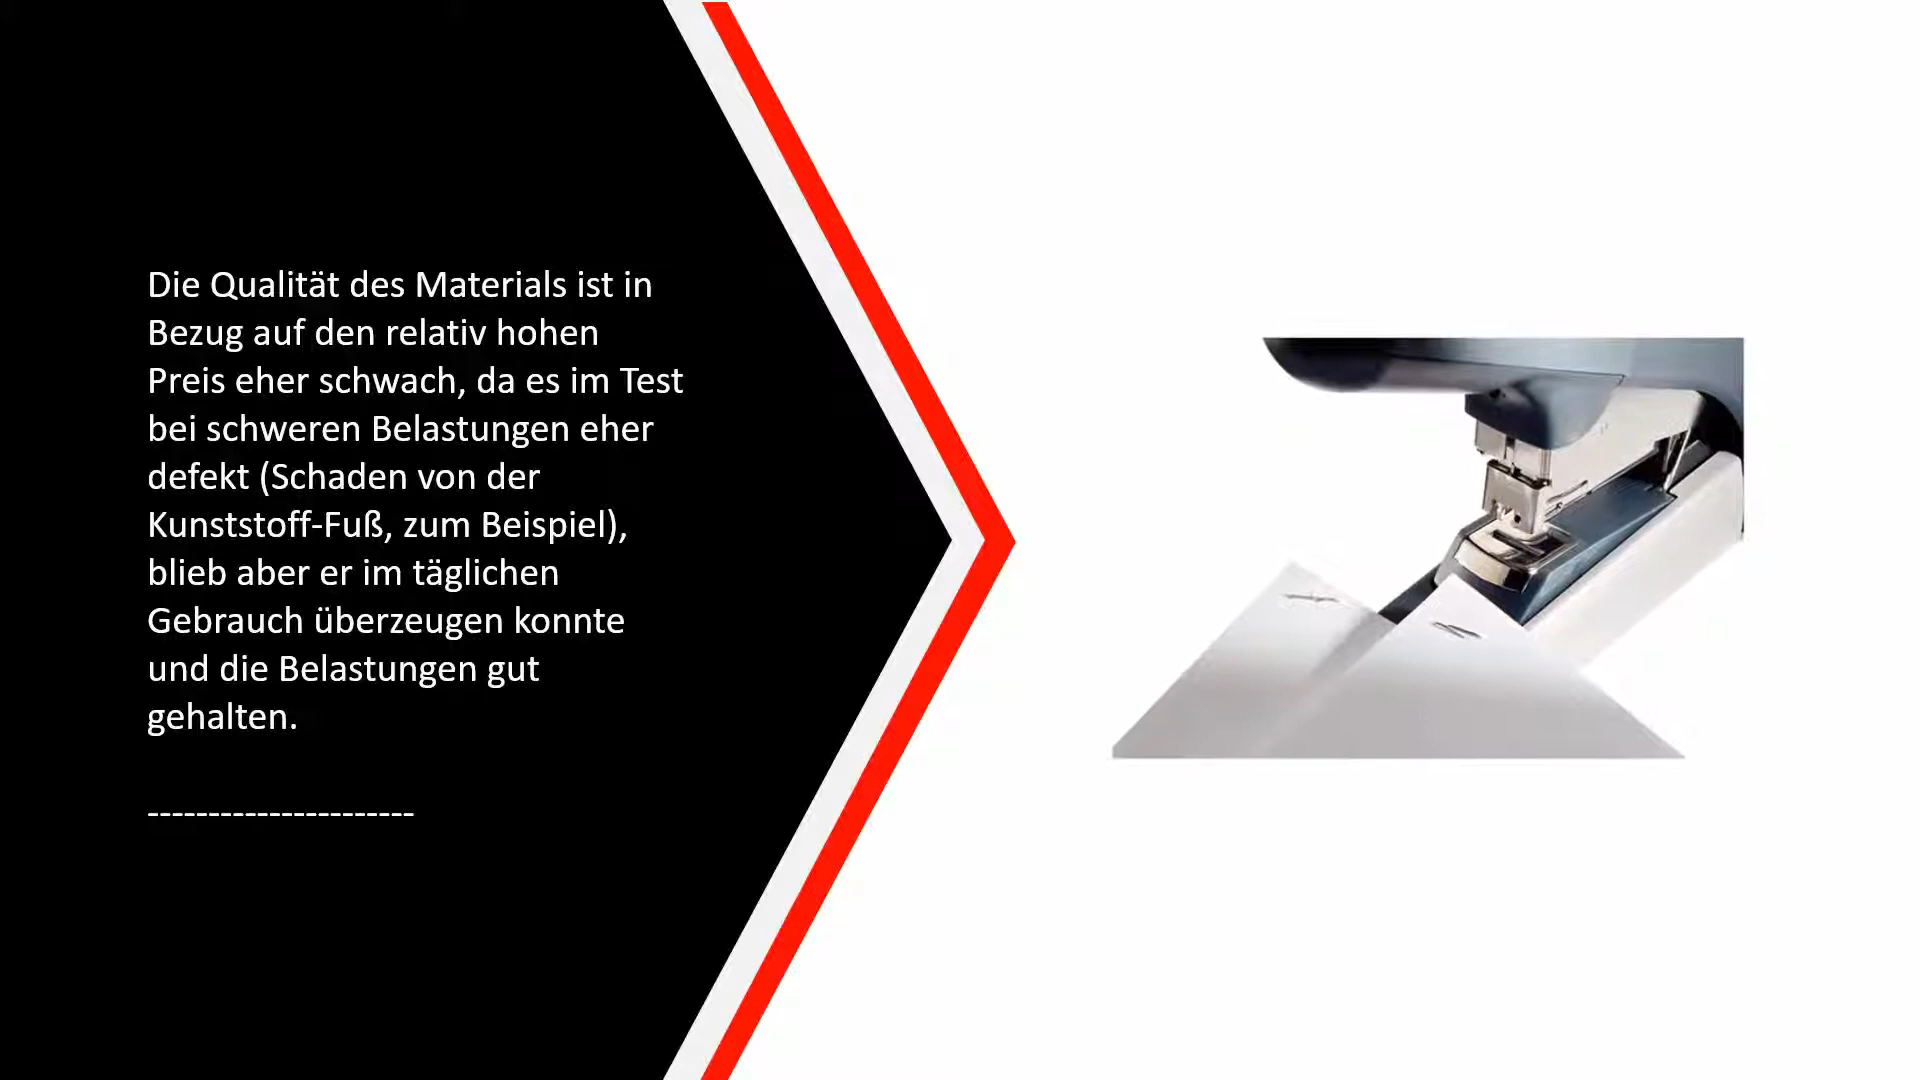 Die Qualität des Materials ist in
Bezug auf den relativ hohen
Preis eher schwach, da es im Test
bei schweren Belastungen eher
defekt (Schaden von der
Kunststoff-Fuß, zum Beispiel),
blieb aber er im täglichen
Gebrauch überzeugen konnte
und die Belastungen gut
gehalten.
----------------------